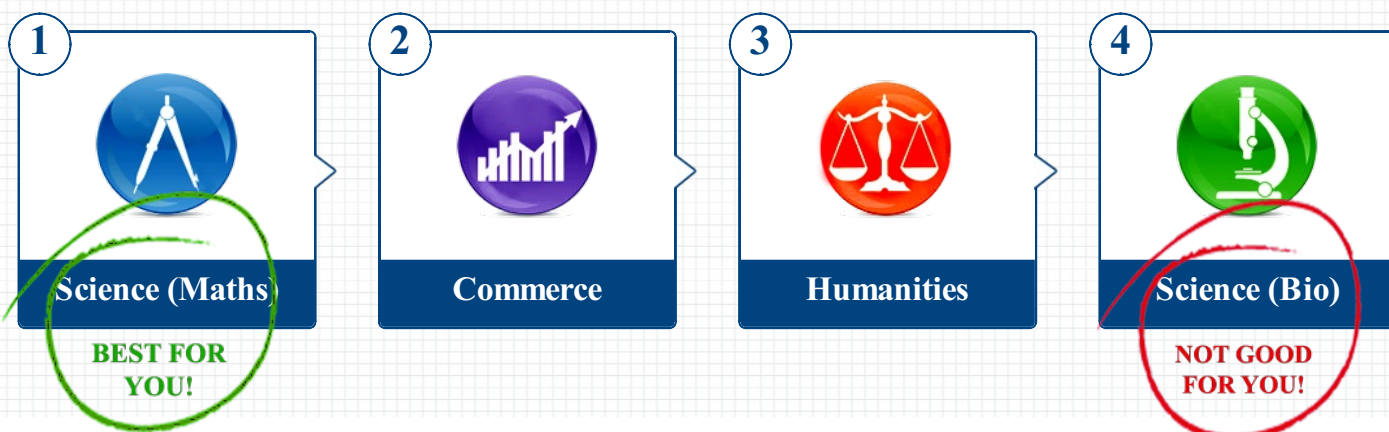 1
2
3
4
Science (Maths)
Commerce
Humanities
Science (Bio)
BEST FOR
YOU!
NOT GOOD
FOR YOU!